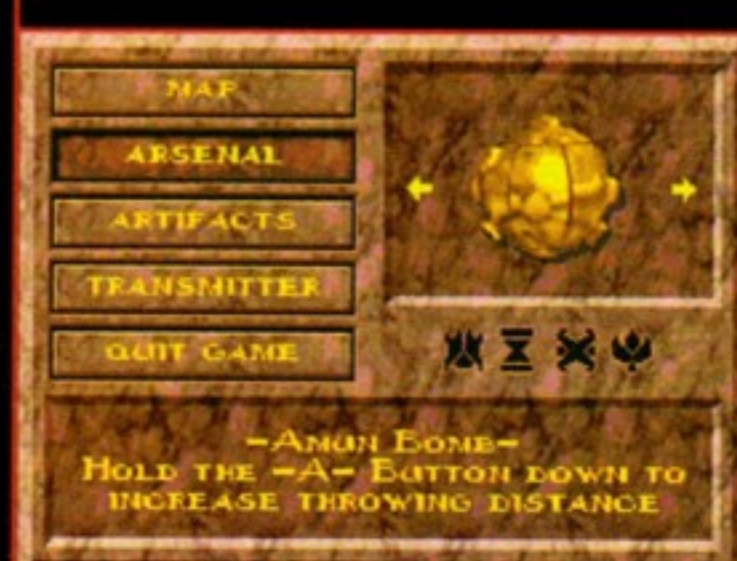 MAP
ARSENAL
ARTIFACTS
TRANSMITTER
QUIT GAME
-AMUN BOMB-
HOLD THE -A- BUTTON DOWN TO
INCREASE THROWING DISTANCE